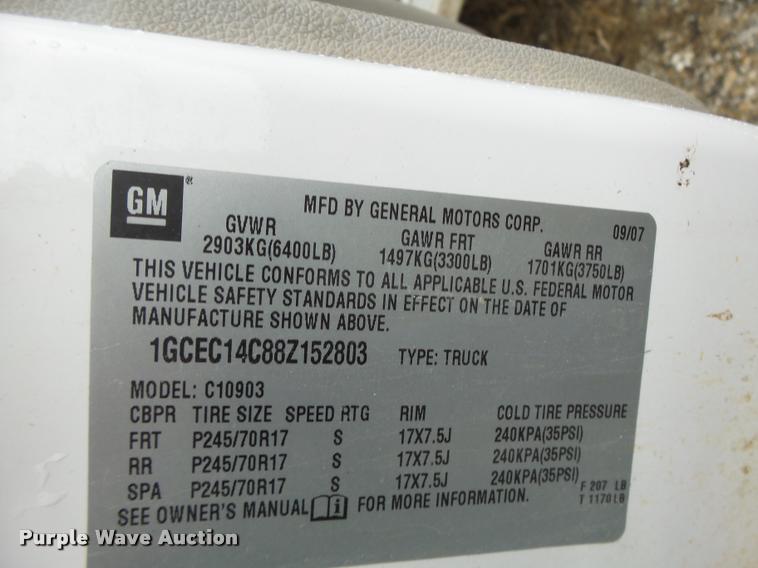 GM®
MFD BY GENERAL MOTORS CORP. 09/07
GVWR GAWR FRT GAWR RR
2903KG(6400LB) 1497KG(3300LB) 1701KG(3750LB)
THIS VEHICLE CONFORMS TO ALL APPLICABLE U.S. FEDERAL MOTOR
VEHICLE SAFETY STANDARDS IN EFFECT ON THE DATE OF
MANUFACTURE SHOWN ABOVE.
1GCEC14C88Z152803 TYPE: TRUCK
MODEL: C10903
CBPR TIRE SIZE SPEED RTG RIM COLD TIRE PRESSURE
FRT P245/70R17 S 17X7.5J 240KPA(35PSI)
RR P245/70R17 S 17X7.5J 240KPA(35PSI)
SPA P245/70R17 S 17X7.5J 240KPA(35PSI)
F 207 LB
T 1170LB
SEE OWNER'S MANUAL i FOR MORE INFORMATION.
Purple Wave Auction